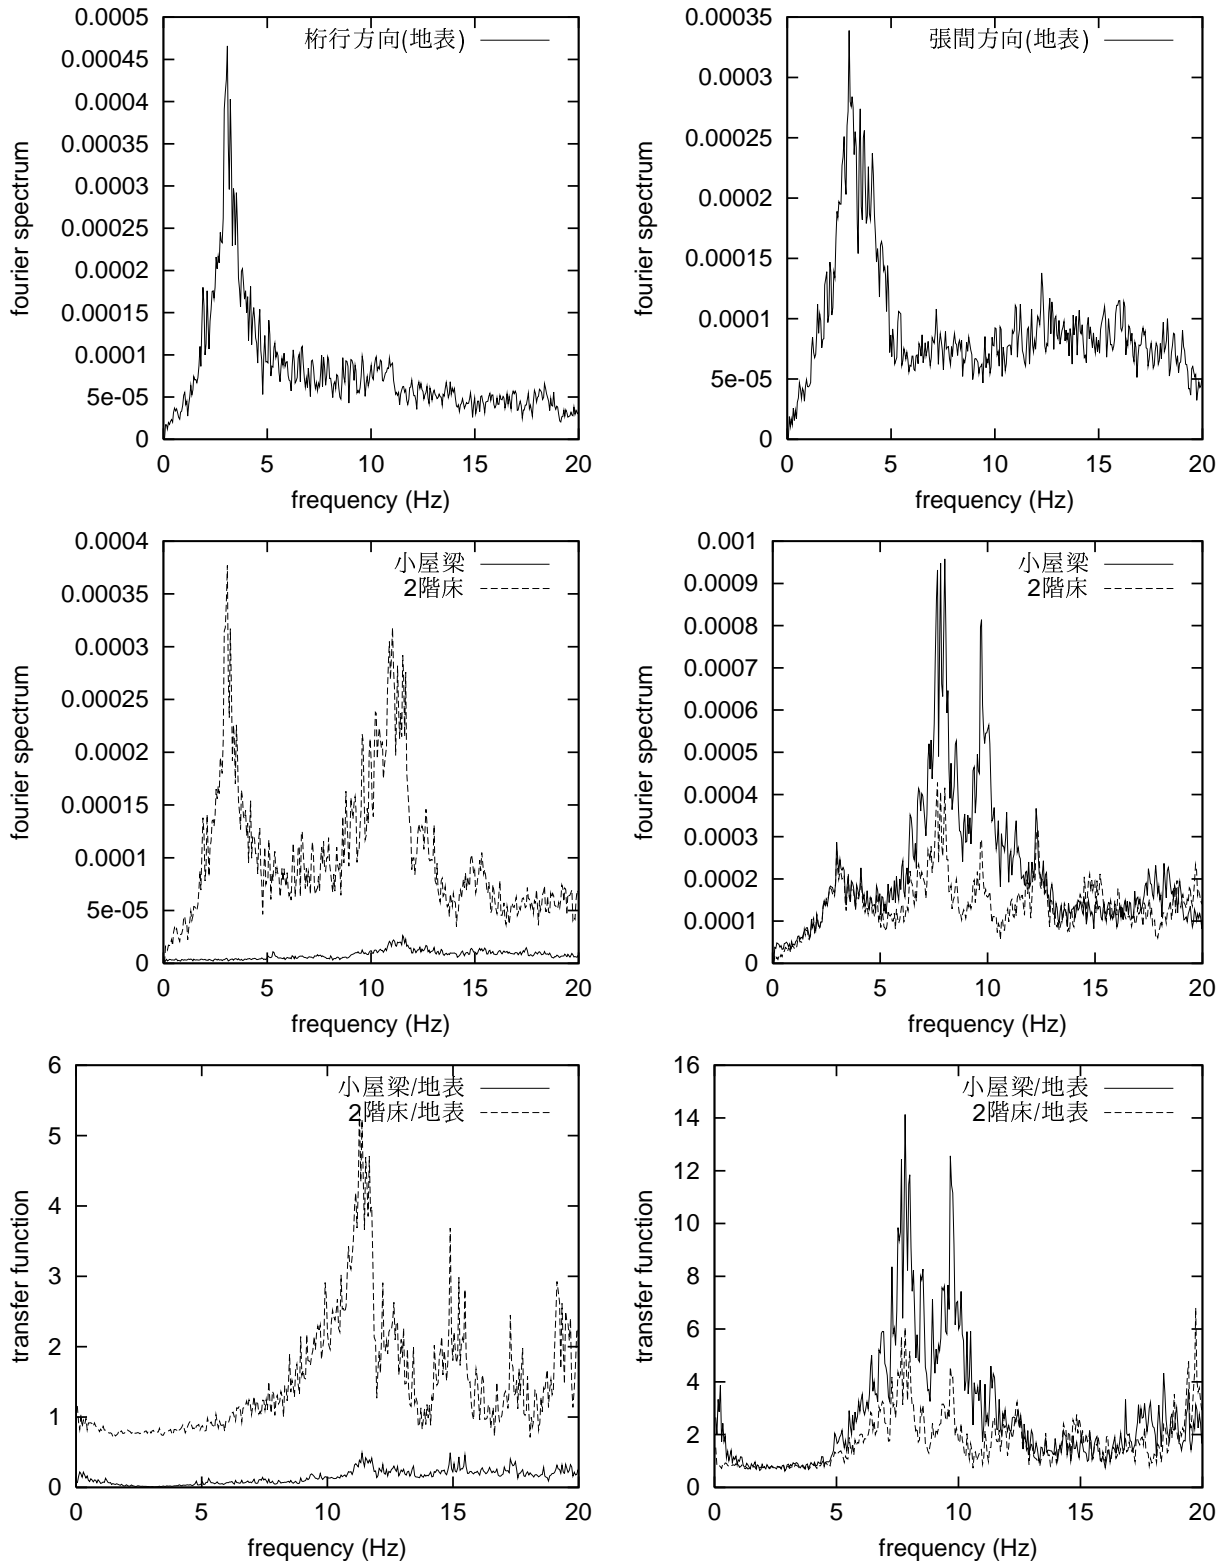 0.0005
0.00045
0.0004
0.00035
0.0003
0.00025
0.0002
0.00015
0.0001
5e-05
0
fourier spectrum
桁行方向(地表)
0 5 10 15 20
frequency (Hz)
0.00035
0.0003
0.00025
0.0002
0.00015
0.0001
5e-05
0
fourier spectrum
張間方向(地表)
0 5 10 15 20
frequency (Hz)
0.0004
0.00035
0.0003
0.00025
0.0002
0.00015
0.0001
5e-05
0
fourier spectrum
小屋梁
2階床
0 5 10 15 20
frequency (Hz)
0.001
0.0009
0.0008
0.0007
0.0006
0.0005
0.0004
0.0003
0.0002
0.0001
0
fourier spectrum
小屋梁
2階床
0 5 10 15 20
frequency (Hz)
6
5
4
3
2
1
0
transfer function
小屋梁/地表
2階床/地表
0 5 10 15 20
frequency (Hz)
16
14
12
10
8
6
4
2
0
transfer function
小屋梁/地表
2階床/地表
0 5 10 15 20
frequency (Hz)